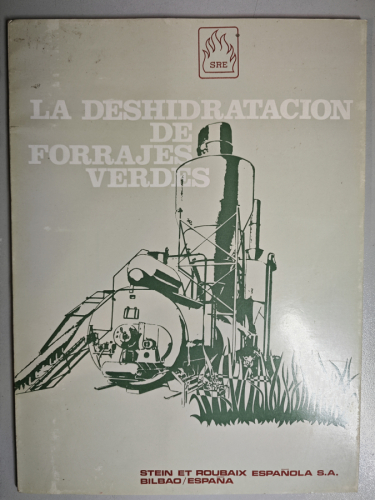 SRE
LA DESHIDRATACION
DE
FORRAJES
VERDES
STEIN ET ROUBAIX ESPAÑOLA S.A.
BILBAO/ESPAÑA